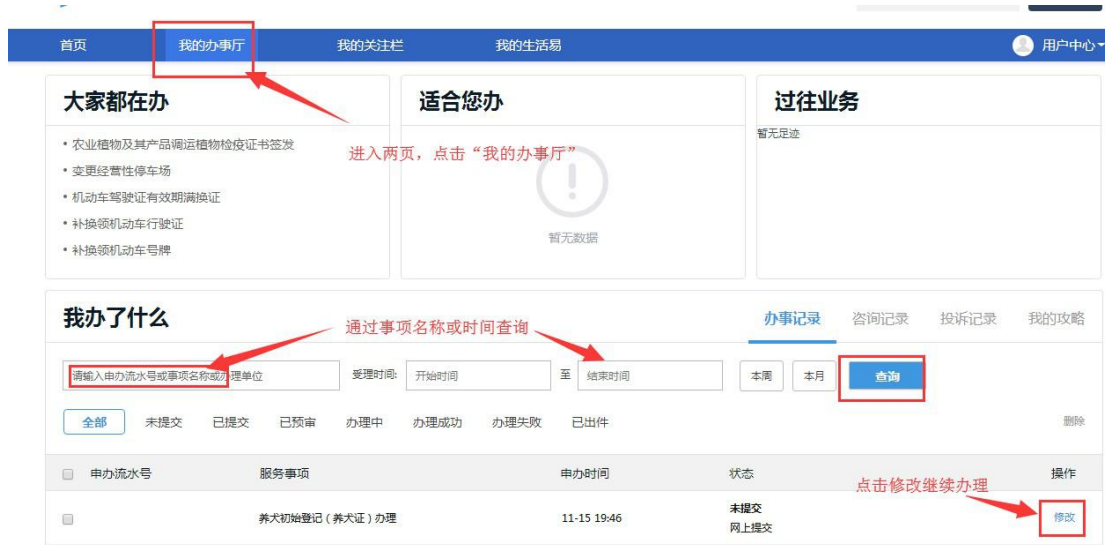 首页 我的办事厅 我的关注栏 我的生活易 用户中心
大家都在办 适合您办 过往业务
• 农业植物及其产品调运植物检疫证书签发
• 变更经营性停车场
• 机动车驾驶证有效期满换证
• 补换领机动车行驶证
• 补换领机动车号牌
进入两页，点击“我的办事厅”
暂无数据
暂无足迹
我办了什么 通过事项名称或时间查询 办事记录 咨询记录 投诉记录 我的攻略
请输入申办流水号或事项名称或办理单位 受理时间: 开始时间 至 结束时间 本周 本月 查询
全部 未提交 已提交 已预审 办理中 办理成功 办理失败 已出件 删除
申办流水号 服务事项 申办时间 状态 操作
点击修改继续办理
养犬初始登记（养犬证）办理 11-15 19:46 未提交 修改
网上提交